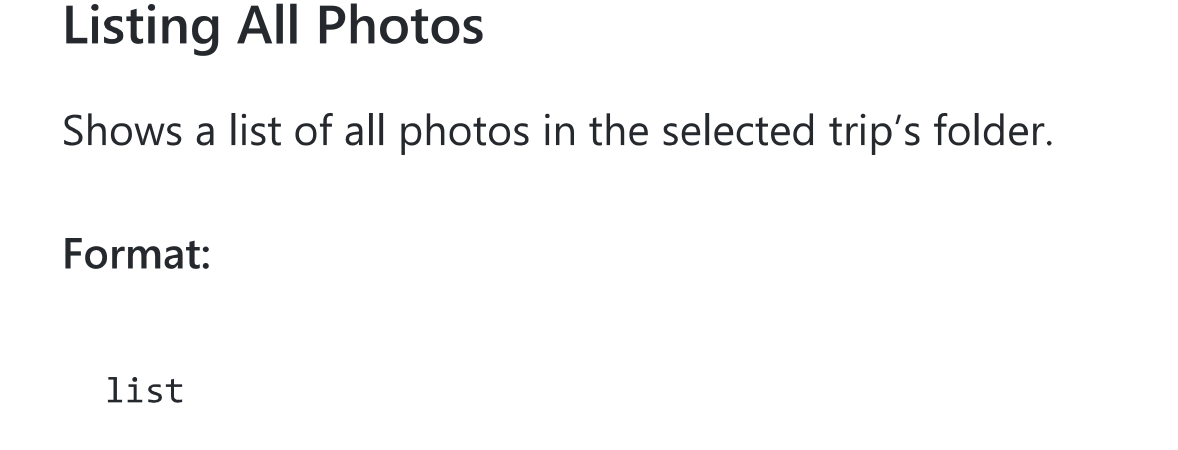 Listing All Photos
Shows a list of all photos in the selected trip’s folder.
Format:
list